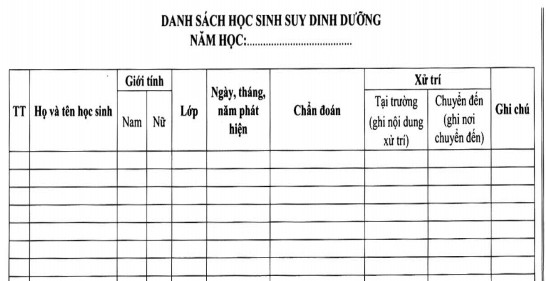 DANH SÁCH HỌC SINH SUY DINH DƯỠNG
NĂM HỌC:.......................................
TT
Họ và tên học sinh
Giới tính
Nam
Nữ
Lớp
Ngày, tháng,
năm phát
hiện
Chẩn đoán
Xử trí
Tại trường
(ghi nội dung
xử trí)
Chuyển đến
(ghi nơi
chuyển đến)
Ghi chú